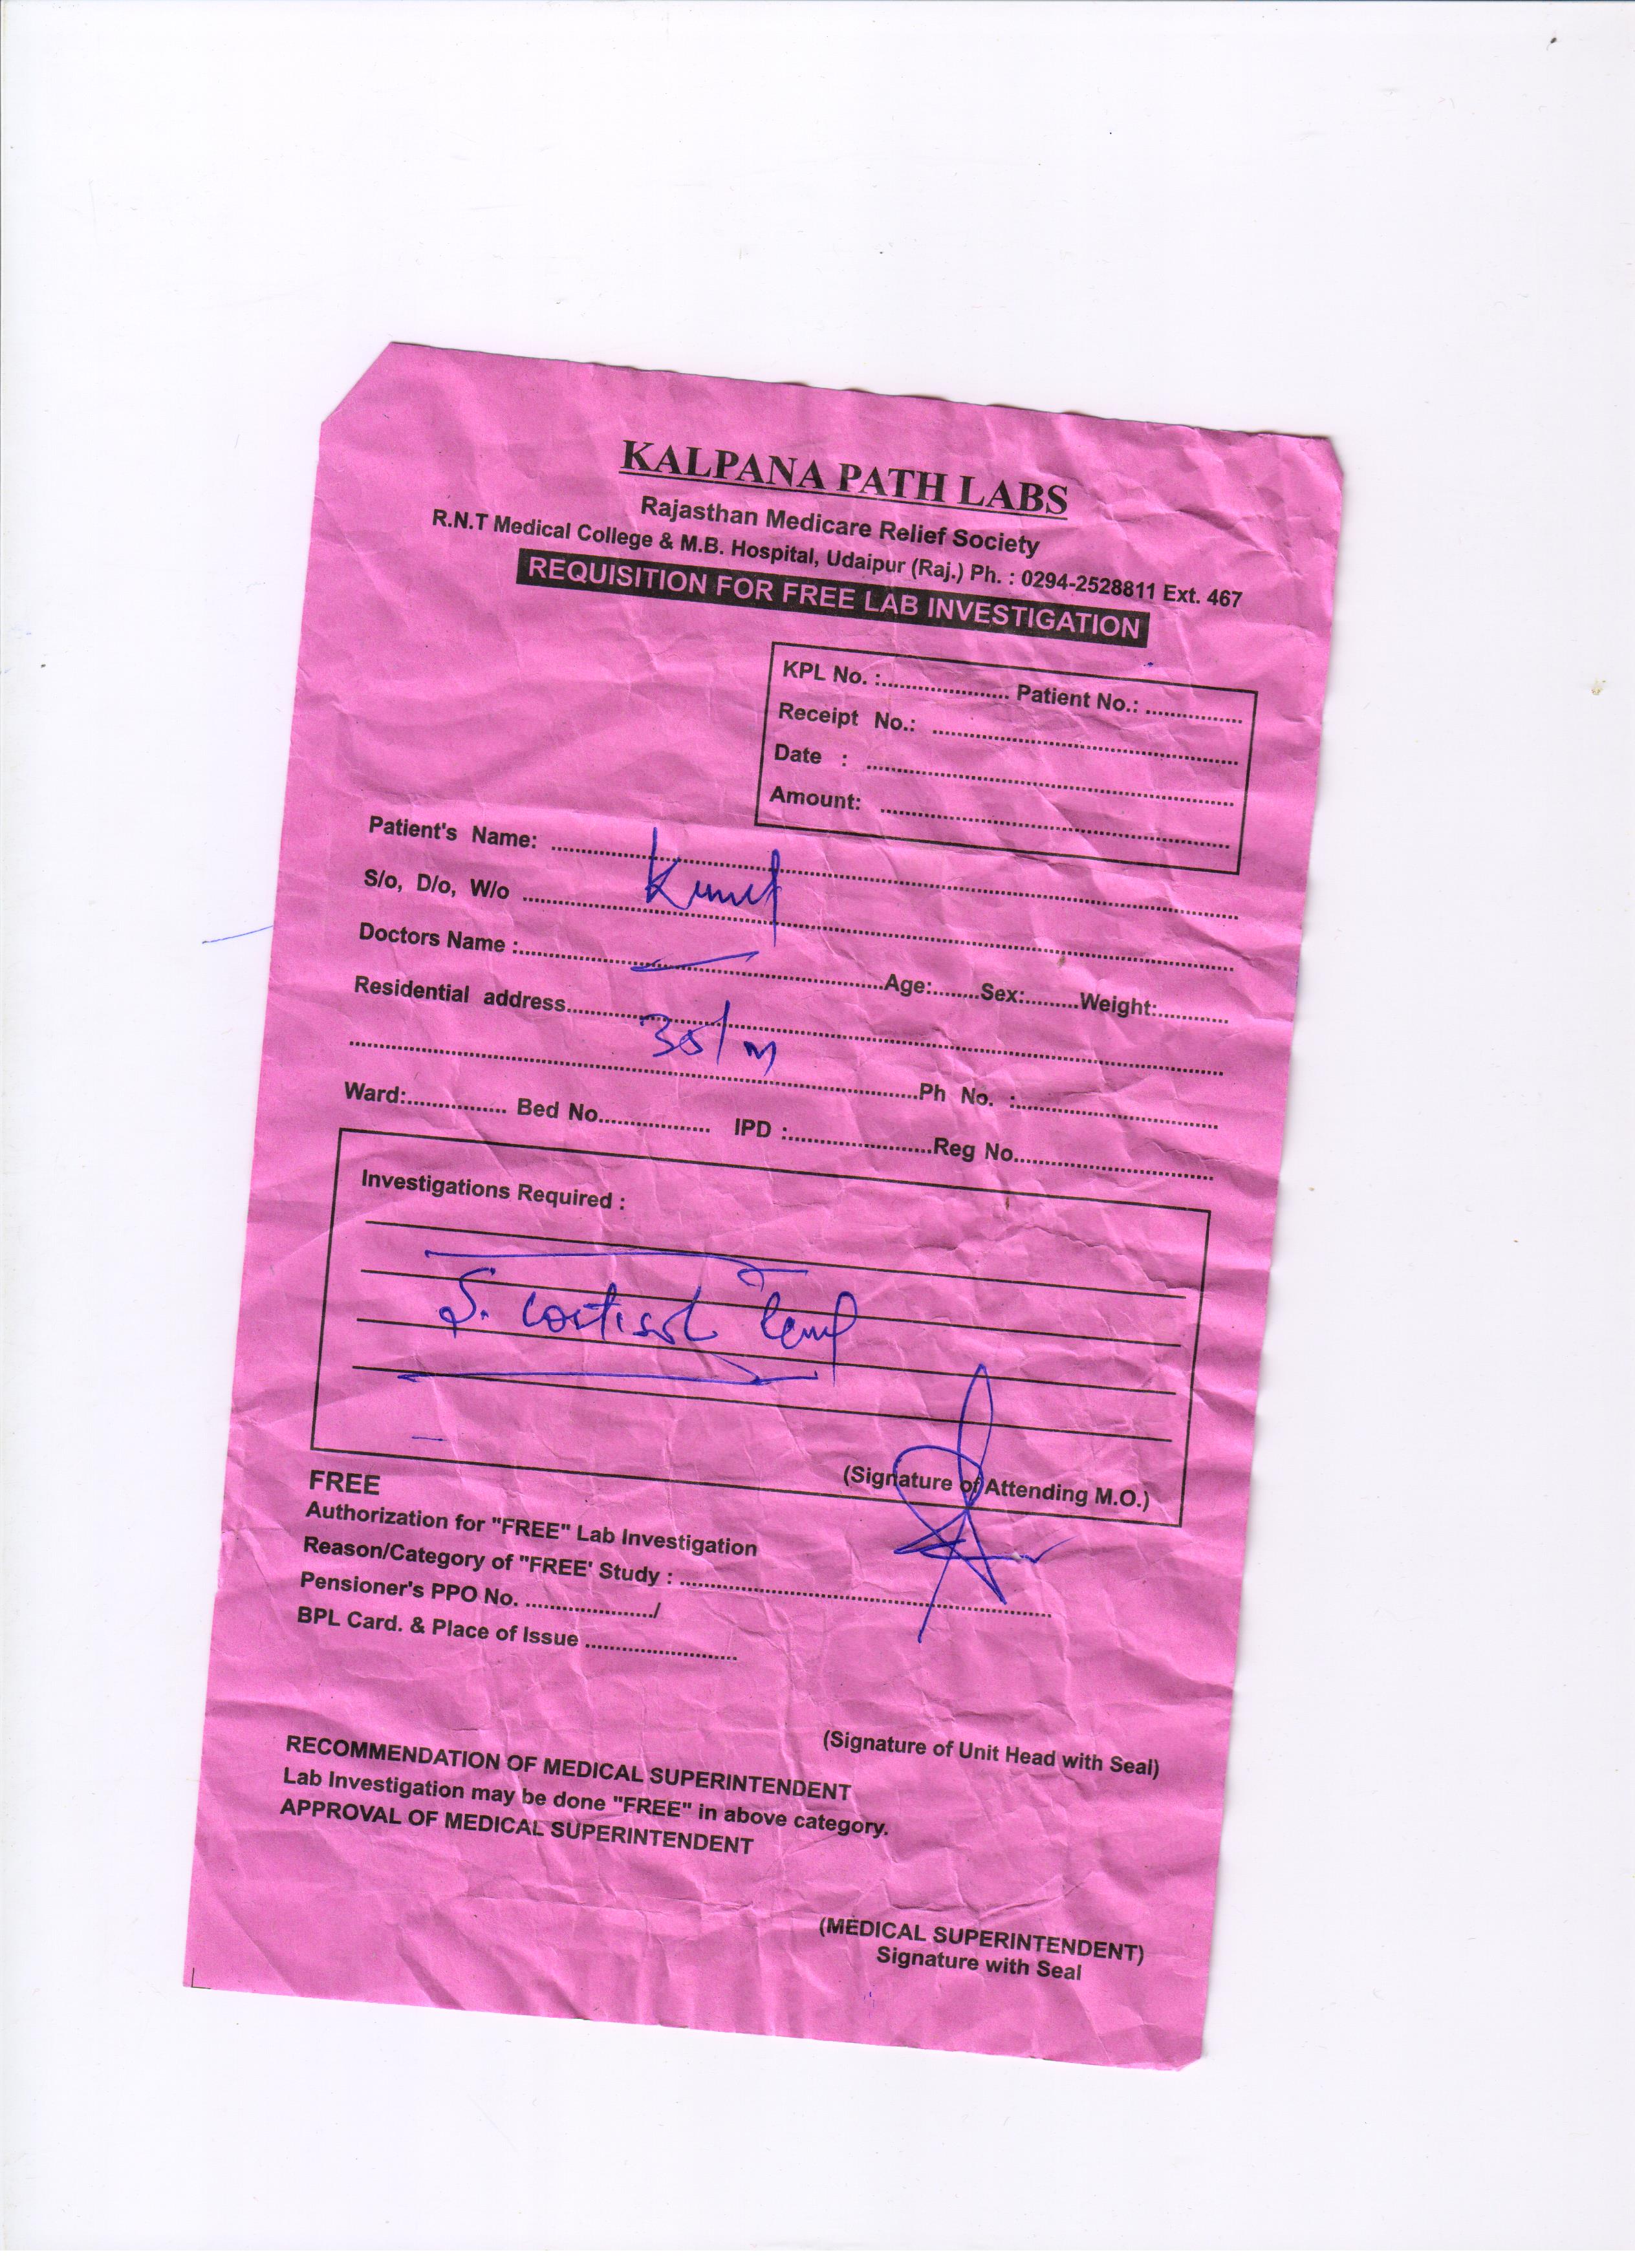 KALPANA PATH LABS
Rajasthan Medicare Relief Society
R.N.T Medical College & M.B. Hospital, Udaipur (Raj.) Ph. : 0294-2528811 Ext. 467
REQUISITION FOR FREE LAB INVESTIGATION
KPL No. :.................... Patient No.: ...............
Receipt No.: ................................................
Date : ..........................................................
Amount: .......................................................
Patient's Name: ..........................................................................
S/o, D/o, W/o ..........................................................................
Doctors Name :.................................................Age:........Sex:.........Weight:...........
Residential address..........................................................................
35/M
..........................................................................Ph No. :..............................
Ward:............... Bed No................. IPD :......................Reg No..............................
Investigations Required :
S. cortisol
(Signature of Attending M.O.)
FREE
Authorization for "FREE" Lab Investigation
Reason/Category of "FREE' Study : ......................................................
Pensioner's PPO No. ..................../
BPL Card. & Place of Issue ........................
(Signature of Unit Head with Seal)
RECOMMENDATION OF MEDICAL SUPERINTENDENT
Lab Investigation may be done "FREE" in above category.
APPROVAL OF MEDICAL SUPERINTENDENT
(MEDICAL SUPERINTENDENT)
Signature with Seal